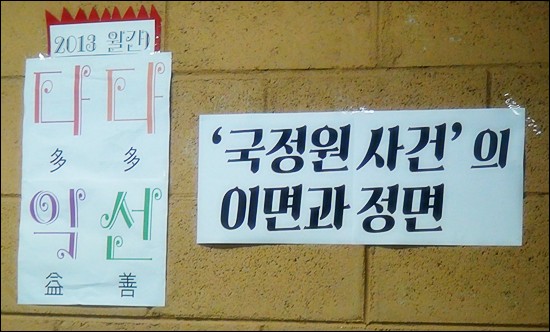 2013 월간
다 다
多 多
익 선
益 善
‘국정원 사건’의
이면과 정면